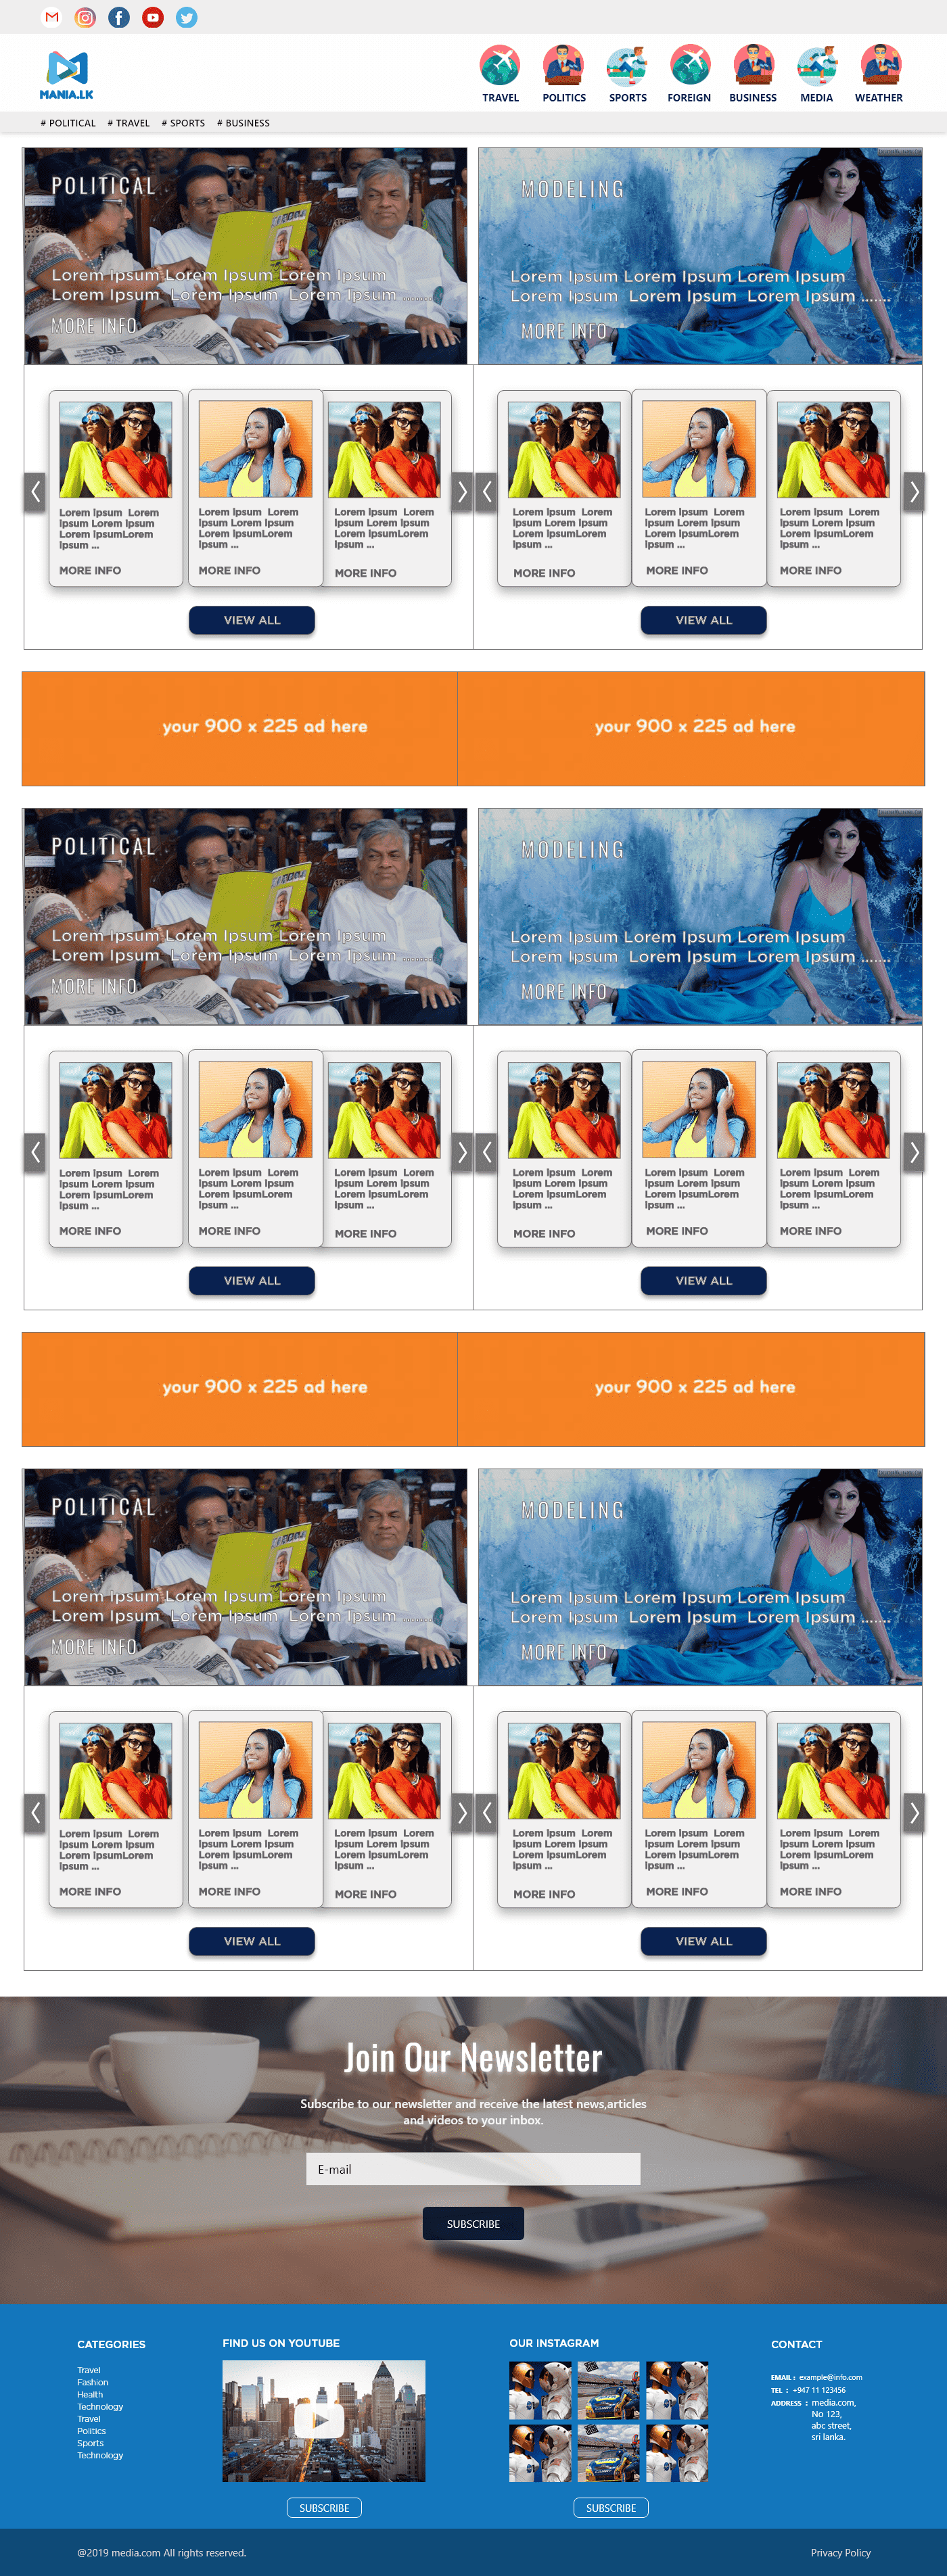 MANIA.LK
TRAVEL POLITICS SPORTS FOREIGN BUSINESS MEDIA WEATHER
# POLITICAL # TRAVEL # SPORTS # BUSINESS
POLITICAL
Lorem Ipsum Lorem Ipsum Lorem Ipsum
Lorem Ipsum Lorem Ipsum Lorem Ipsum .......
MORE INFO
MODELING
Lorem Ipsum Lorem Ipsum Lorem Ipsum
Lorem Ipsum Lorem Ipsum Lorem Ipsum .......
MORE INFO
Lorem Ipsum Lorem
Ipsum Lorem Ipsum
Lorem IpsumLorem
Ipsum ...
MORE INFO
Lorem Ipsum Lorem
Ipsum Lorem Ipsum
Lorem IpsumLorem
Ipsum ...
MORE INFO
Lorem Ipsum Lorem
Ipsum Lorem Ipsum
Lorem IpsumLorem
Ipsum ...
MORE INFO
VIEW ALL
Lorem Ipsum Lorem
Ipsum Lorem Ipsum
Lorem IpsumLorem
Ipsum ...
MORE INFO
Lorem Ipsum Lorem
Ipsum Lorem Ipsum
Lorem IpsumLorem
Ipsum ...
MORE INFO
Lorem Ipsum Lorem
Ipsum Lorem Ipsum
Lorem IpsumLorem
Ipsum ...
MORE INFO
VIEW ALL
your 900 x 225 ad here
your 900 x 225 ad here
POLITICAL
Lorem Ipsum Lorem Ipsum Lorem Ipsum
Lorem Ipsum Lorem Ipsum Lorem Ipsum .......
MORE INFO
MODELING
Lorem Ipsum Lorem Ipsum Lorem Ipsum
Lorem Ipsum Lorem Ipsum Lorem Ipsum .......
MORE INFO
Lorem Ipsum Lorem
Ipsum Lorem Ipsum
Lorem IpsumLorem
Ipsum ...
MORE INFO
Lorem Ipsum Lorem
Ipsum Lorem Ipsum
Lorem IpsumLorem
Ipsum ...
MORE INFO
Lorem Ipsum Lorem
Ipsum Lorem Ipsum
Lorem IpsumLorem
Ipsum ...
MORE INFO
VIEW ALL
Lorem Ipsum Lorem
Ipsum Lorem Ipsum
Lorem IpsumLorem
Ipsum ...
MORE INFO
Lorem Ipsum Lorem
Ipsum Lorem Ipsum
Lorem IpsumLorem
Ipsum ...
MORE INFO
Lorem Ipsum Lorem
Ipsum Lorem Ipsum
Lorem IpsumLorem
Ipsum ...
MORE INFO
VIEW ALL
your 900 x 225 ad here
your 900 x 225 ad here
POLITICAL
Lorem Ipsum Lorem Ipsum Lorem Ipsum
Lorem Ipsum Lorem Ipsum Lorem Ipsum .......
MORE INFO
MODELING
Lorem Ipsum Lorem Ipsum Lorem Ipsum
Lorem Ipsum Lorem Ipsum Lorem Ipsum .......
MORE INFO
Lorem Ipsum Lorem
Ipsum Lorem Ipsum
Lorem IpsumLorem
Ipsum ...
MORE INFO
Lorem Ipsum Lorem
Ipsum Lorem Ipsum
Lorem IpsumLorem
Ipsum ...
MORE INFO
Lorem Ipsum Lorem
Ipsum Lorem Ipsum
Lorem IpsumLorem
Ipsum ...
MORE INFO
VIEW ALL
Lorem Ipsum Lorem
Ipsum Lorem Ipsum
Lorem IpsumLorem
Ipsum ...
MORE INFO
Lorem Ipsum Lorem
Ipsum Lorem Ipsum
Lorem IpsumLorem
Ipsum ...
MORE INFO
Lorem Ipsum Lorem
Ipsum Lorem Ipsum
Lorem IpsumLorem
Ipsum ...
MORE INFO
VIEW ALL
Join Our Newsletter
Subscribe to our newsletter and receive the latest news,articles
and videos to your inbox.
E-mail
SUBSCRIBE
CATEGORIES
Travel
Fashion
Health
Technology
Travel
Politics
Sports
Technology
FIND US ON YOUTUBE
SUBSCRIBE
OUR INSTAGRAM
SUBSCRIBE
CONTACT
EMAIL : example@info.com
TEL : +947 11 123456
ADDRESS : media.com,
No 123,
abc street,
sri lanka.
@2019 media.com All rights reserved.
Privacy Policy